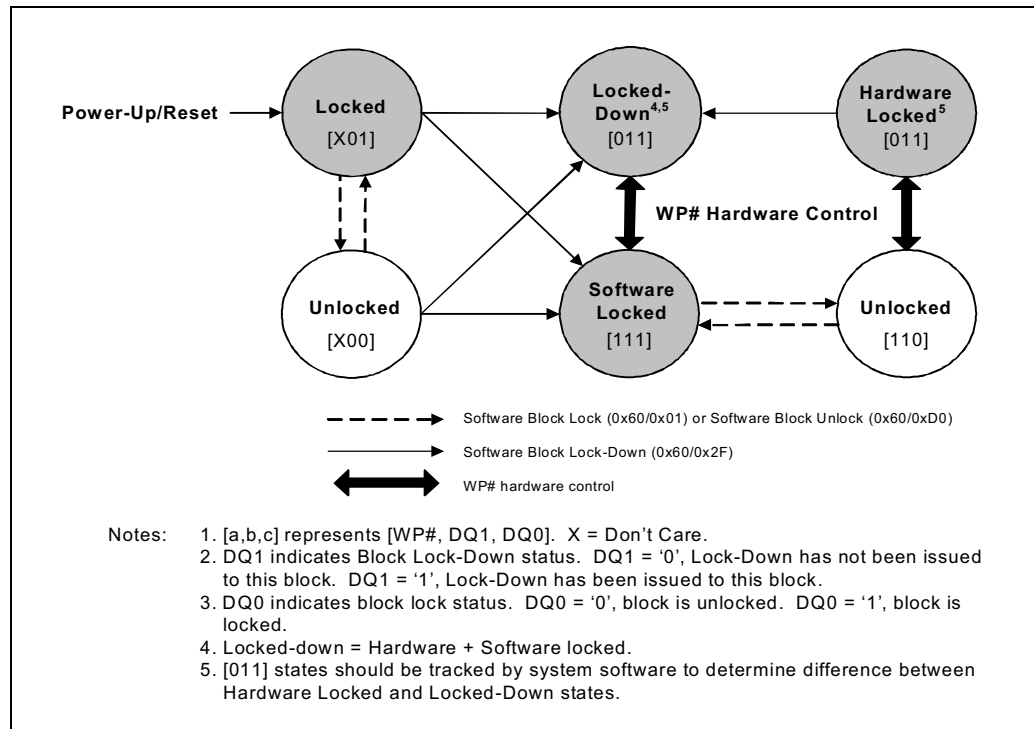 Power-Up/Reset
Locked
[X01]
Locked-
Down4,5
[011]
Hardware
Locked5
[011]
WP# Hardware Control
Unlocked
[X00]
Software
Locked
[111]
Unlocked
[110]
Software Block Lock (0x60/0x01) or Software Block Unlock (0x60/0xD0)
Software Block Lock-Down (0x60/0x2F)
WP# hardware control
Notes: 1. [a,b,c] represents [WP#, DQ1, DQ0]. X = Don't Care.
2. DQ1 indicates Block Lock-Down status. DQ1 = ‘0’, Lock-Down has not been issued
to this block. DQ1 = ‘1’, Lock-Down has been issued to this block.
3. DQ0 indicates block lock status. DQ0 = ‘0’, block is unlocked. DQ0 = ‘1’, block is
locked.
4. Locked-down = Hardware + Software locked.
5. [011] states should be tracked by system software to determine difference between
Hardware Locked and Locked-Down states.